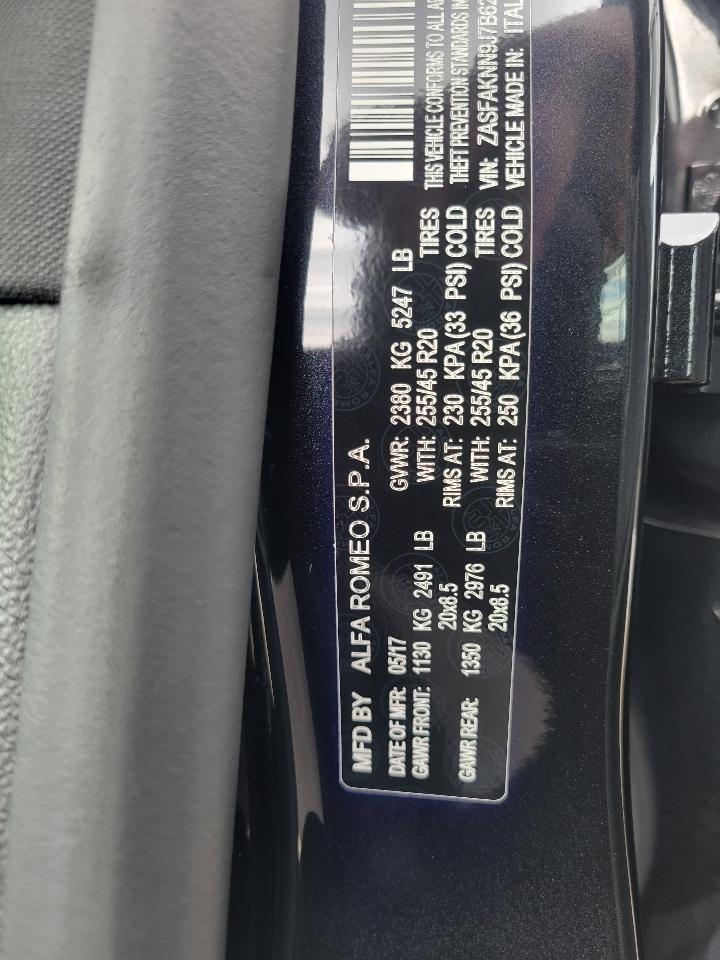 MFD BY ALFA ROMEO S.P.A.
DATE OF MFR: 05/17 GVWR: 2380 KG 5247 LB
GAWR FRONT: 1130 KG 2491 LB WITH: 255/45 R20 TIRES
20x8.5 RIMS AT: 230 KPA (33 PSI) COLD
GAWR REAR: 1350 KG 2976 LB WITH: 255/45 R20 TIRES
20x8.5 RIMS AT: 250 KPA (36 PSI) COLD
THIS VEHICLE CONFORMS TO ALL
THEFT PREVENTION STANDARDS
VIN: ZASFAKNN9J7B62
VEHICLE MADE IN: ITAL